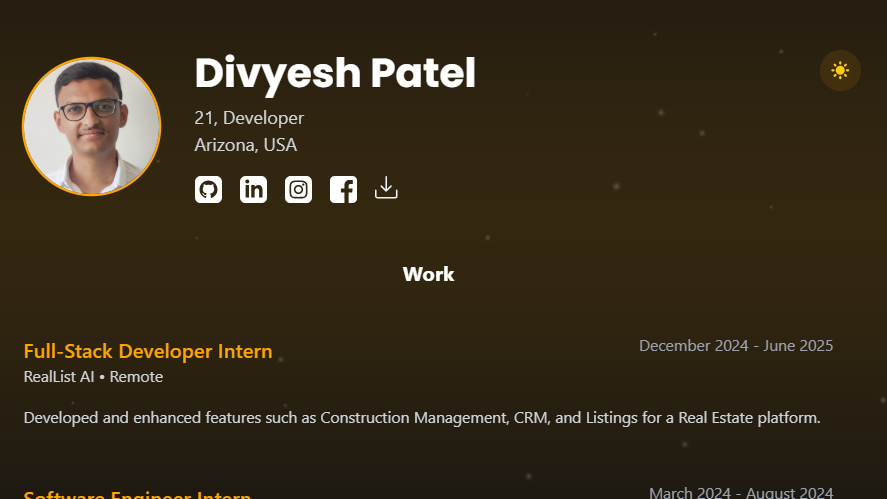 Divyesh Patel
21, Developer
Arizona, USA
Work
Full-Stack Developer Intern
December 2024 - June 2025
RealList AI • Remote
Developed and enhanced features such as Construction Management, CRM, and Listings for a Real Estate platform.
Software Engineer Intern
March 2024 - August 2024